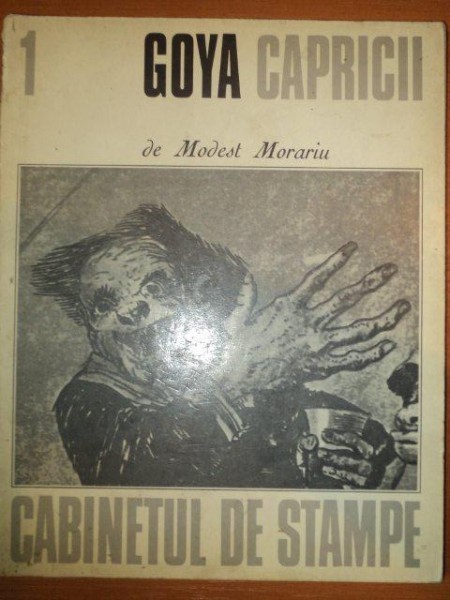 1 GOYA CAPRICII
de Modest Morariu
CABINETUL DE STAMPE